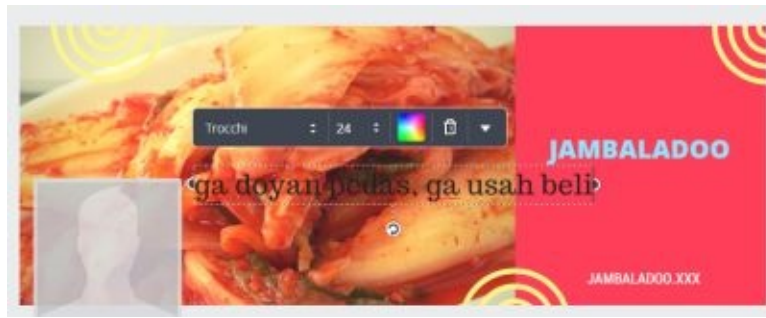 Trocchi 24
JAMBALADOO
ga doyan pedas, ga usah beli
JAMBALADOO.XXX